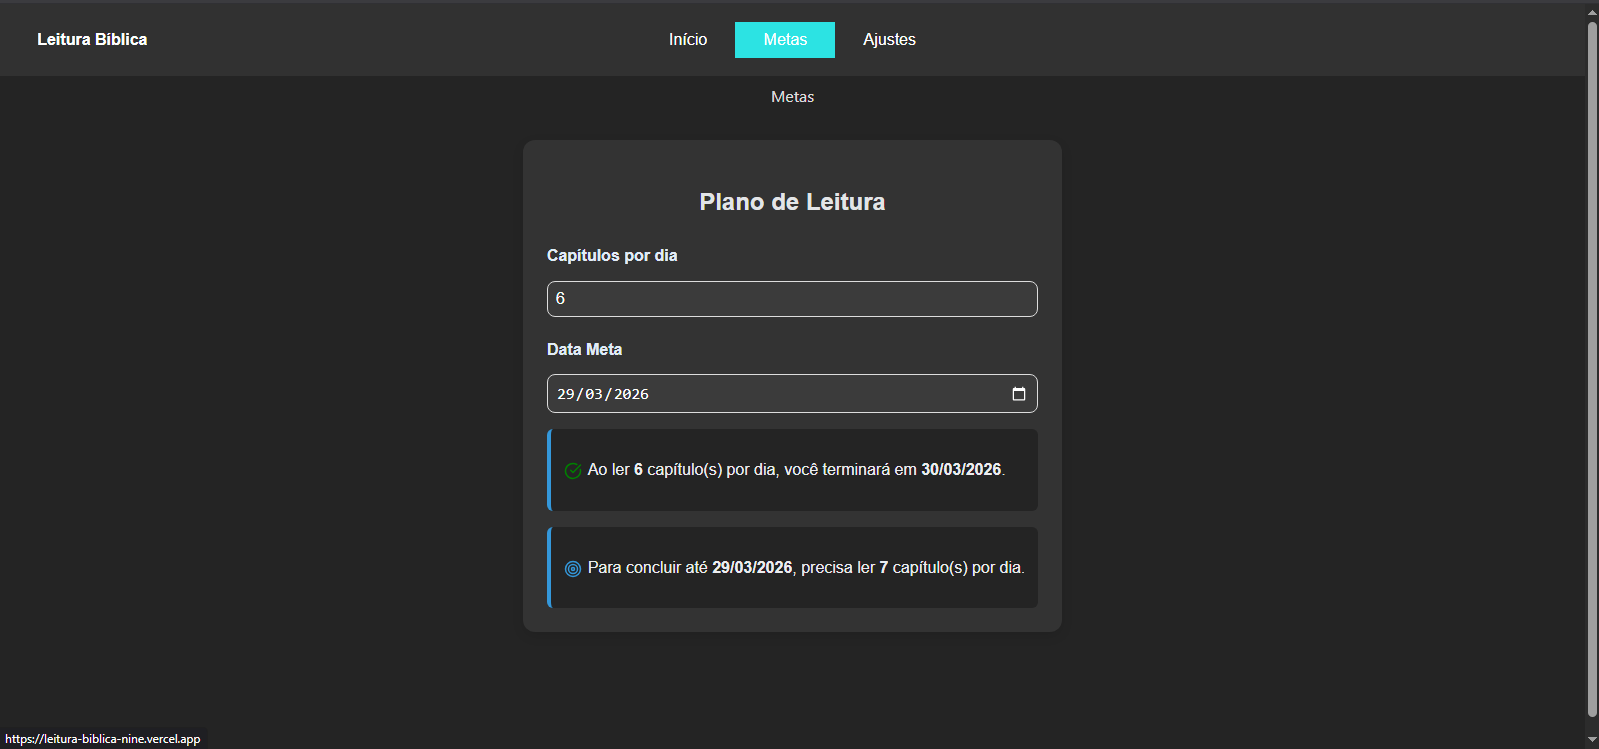 Leitura Bíblica Início Metas Ajustes
Metas
Plano de Leitura
Capítulos por dia
6
Data Meta
29/03/2026
Ao ler 6 capítulo(s) por dia, você terminará em 30/03/2026.
Para concluir até 29/03/2026, precisa ler 7 capítulo(s) por dia.
https://leitura-biblica-nine.vercel.app